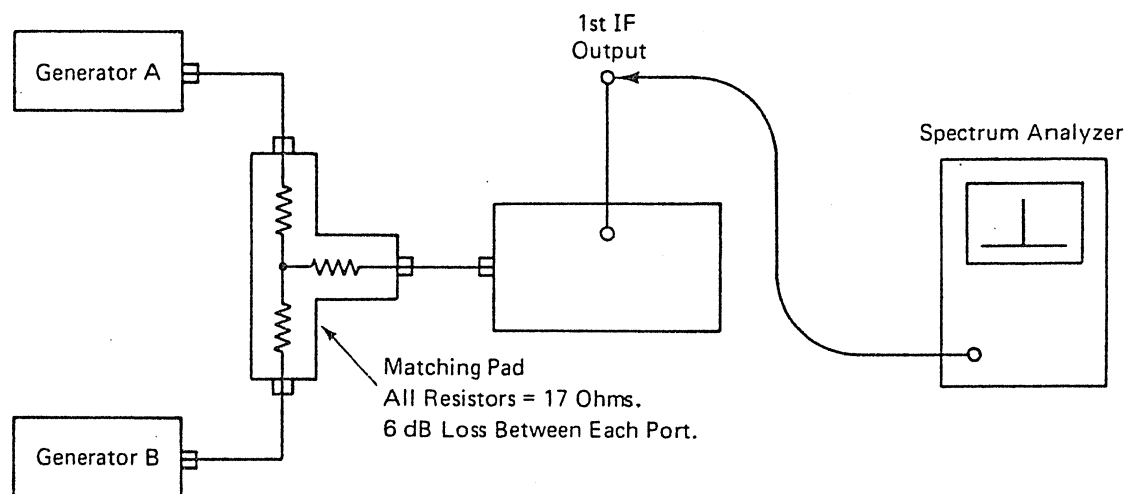 1st IF
Output
Generator A
Spectrum Analyzer
Matching Pad
All Resistors = 17 Ohms.
6 dB Loss Between Each Port.
Generator B